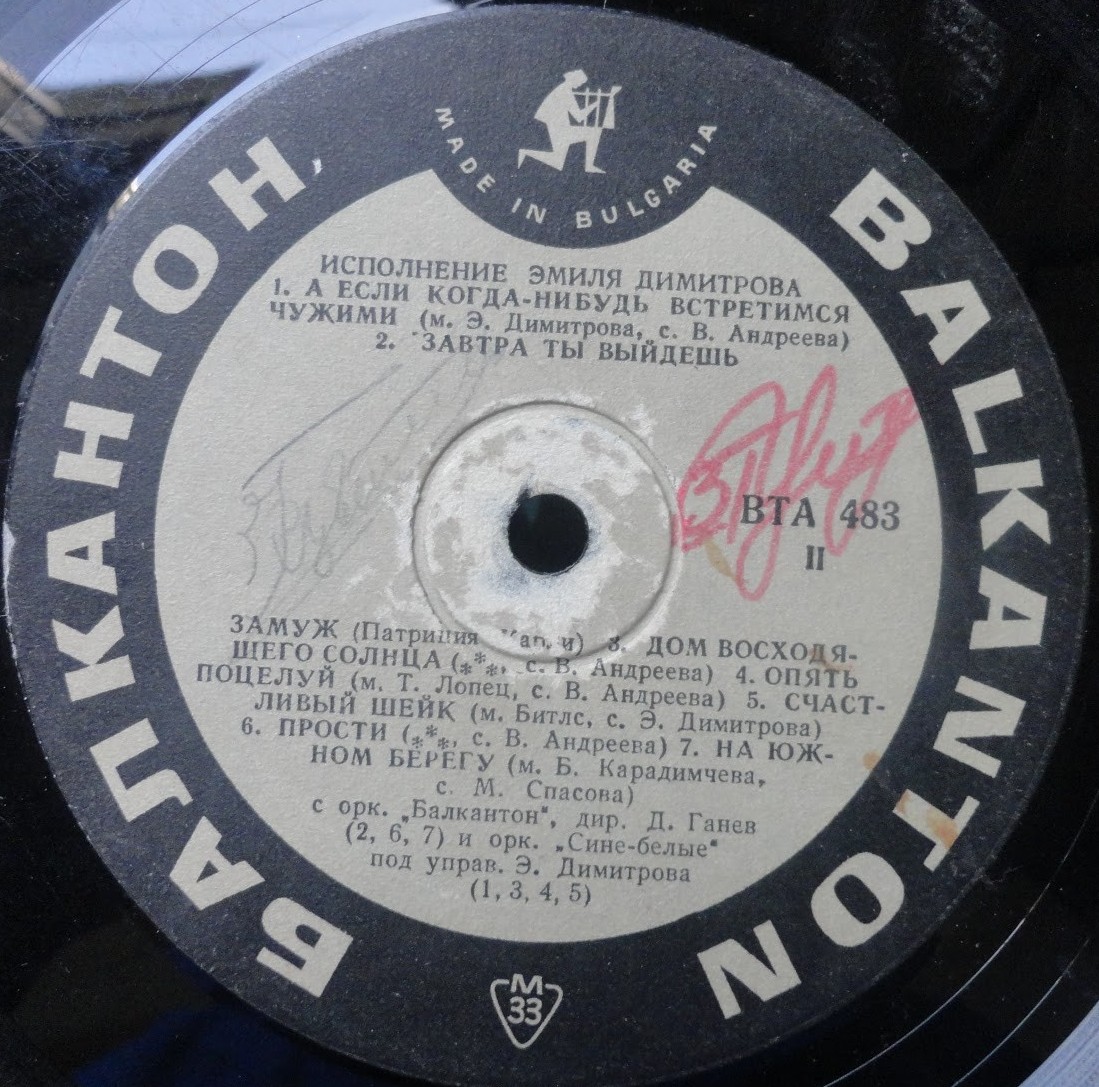 MADE IN BULGARIA
БАЛКАНТОН
BALKANTON
ИСПОЛНЕНИЕ ЭМИЛЯ ДИМИТРОВА
1. А ЕСЛИ КОГДА-НИБУДЬ ВСТРЕТИМСЯ
ЧУЖИМИ (м. Э. Димитрова, с. В. Андреева)
2. ЗАВТРА ТЫ ВЫЙДЕШЬ
ВТА 483
II
ЗАМУЖ (Патриция 3. ДОМ ВОСХОДЯ-
ЩЕГО СОЛНЦА (***, с. В. Андреева) 4. ОПЯТЬ
ПОЦЕЛУЙ (м. Т. Лопец, с. В. Андреева) 5. СЧАСТ-
ЛИВЫЙ ШЕЙК (м. Битлс, с. Э. Димитрова)
6. ПРОСТИ (***, с. В. Андреева) 7. НА ЮЖ-
НОМ БЕРЕГУ (м. Б. Карадимчева,
с. М. Спасова)
с орк. „Балкантон", дир. Д. Ганев
(2, 6, 7) и орк. „Сине-белые"
под управ. Э. Димитрова
(1, 3, 4, 5)
М
33